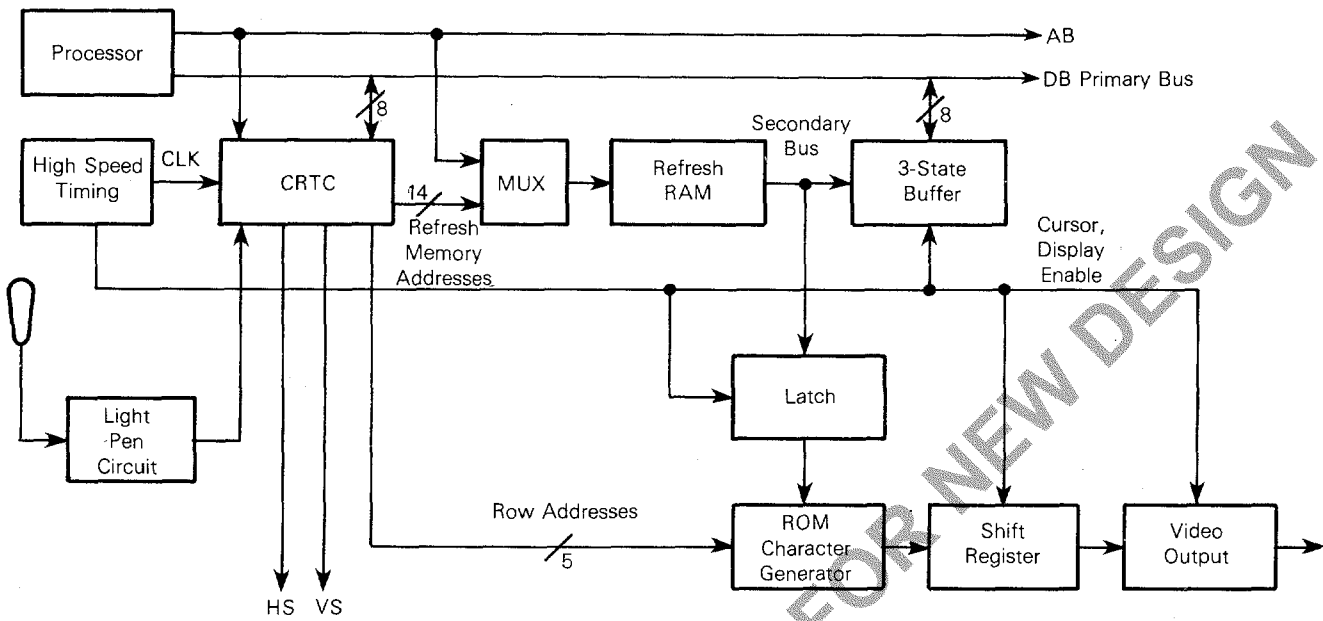 Processor
AB
DB Primary Bus
8
8
High Speed
Timing
CLK
CRTC
14
Refresh
Memory
Addresses
MUX
Refresh
RAM
Secondary
Bus
3-State
Buffer
Cursor,
Display
Enable
Light
Pen
Circuit
Latch
Row Addresses
5
ROM
Character
Generator
Shift
Register
Video
Output
HS VS
FOR NEW DESIGN